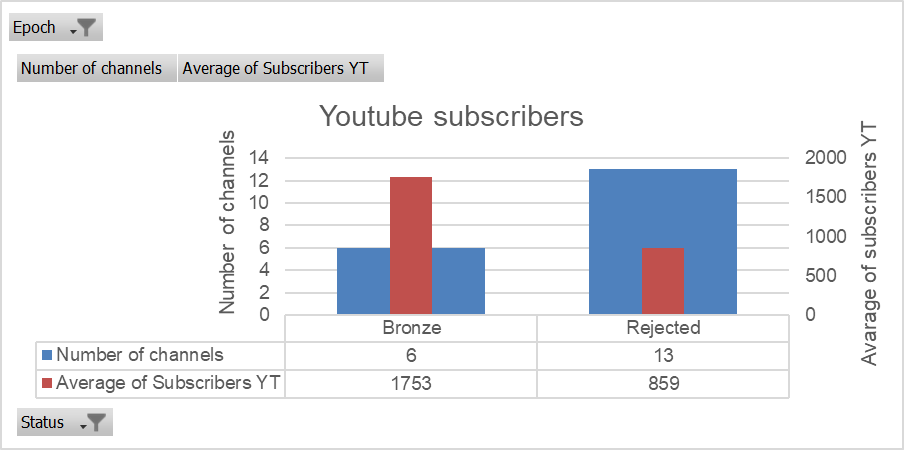 Epoch
Number of channels Average of Subscribers YT
Youtube subscribers
Number of channels
14
12
10
8
6
4
2
0
2000
1500
1000
500
0
Avarage of subscribers YT
Bronze Rejected
Number of channels 6 13
Average of Subscribers YT 1753 859
Status